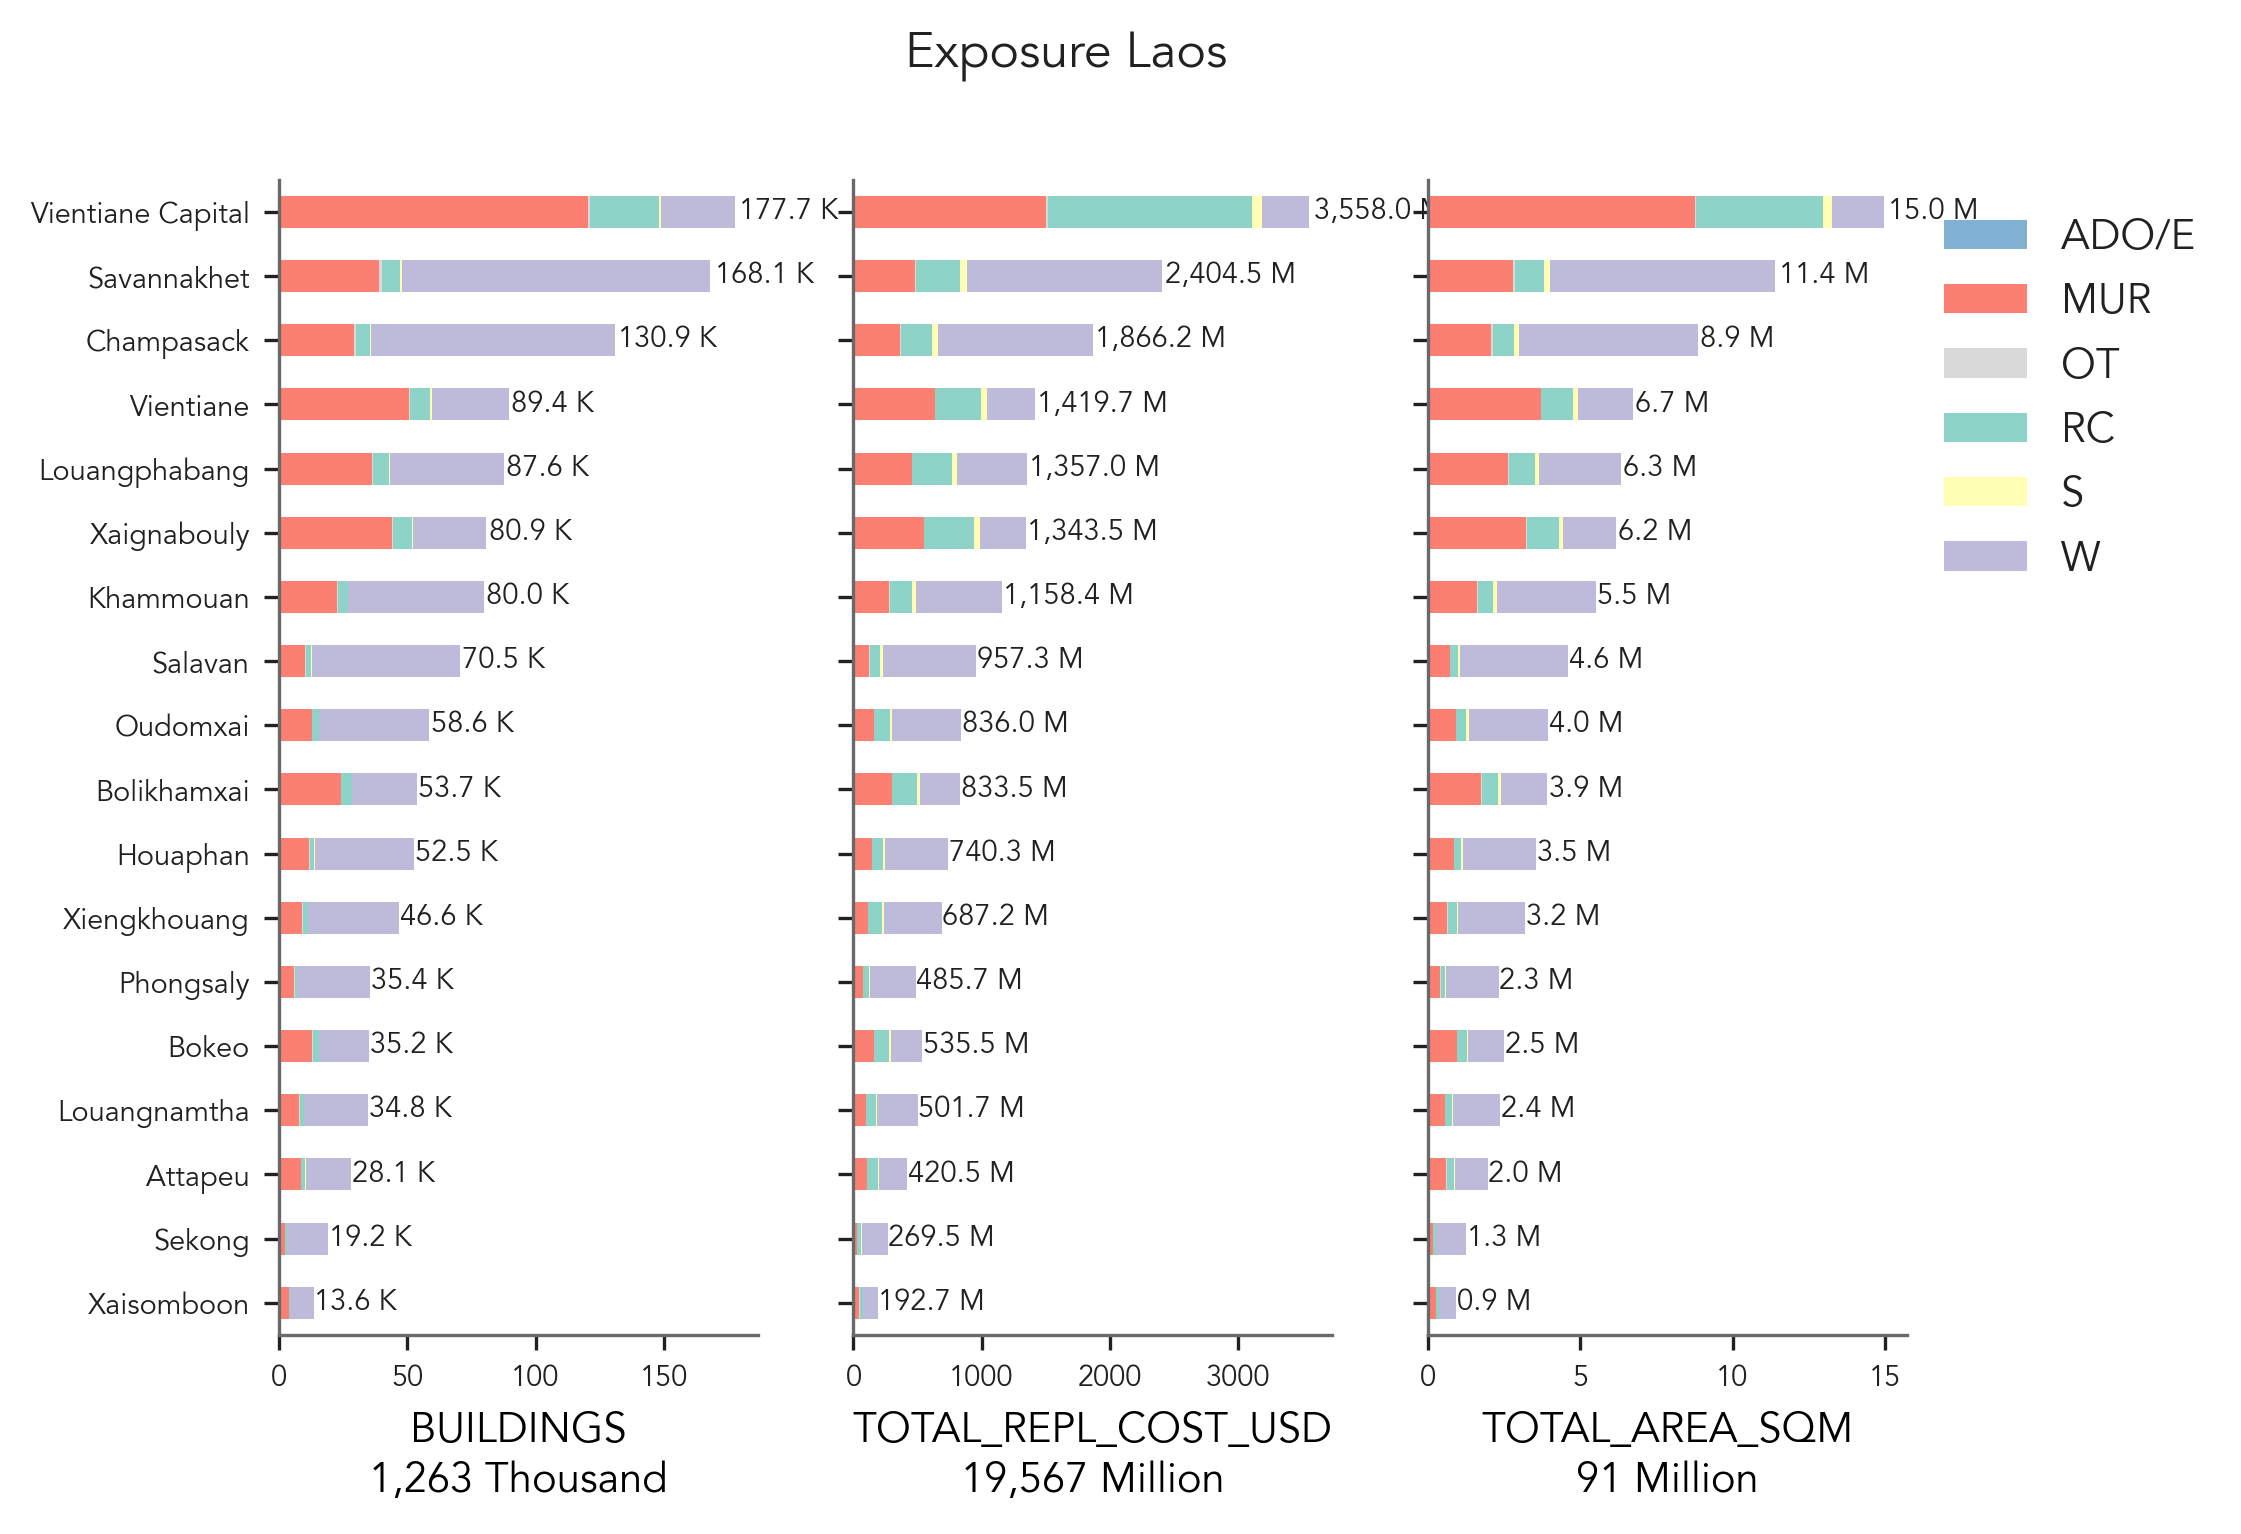 Exposure Laos
Vientiane Capital 177.7 K 3,558.0 M 15.0 M
Savannakhet 168.1 K 2,404.5 M 11.4 M
Champasack 130.9 K 1,866.2 M 8.9 M
Vientiane 89.4 K 1,419.7 M 6.7 M
Louangphabang 87.6 K 1,357.0 M 6.3 M
Xaignabouly 80.9 K 1,343.5 M 6.2 M
Khammouan 80.0 K 1,158.4 M 5.5 M
Salavan 70.5 K 957.3 M 4.6 M
Oudomxai 58.6 K 836.0 M 4.0 M
Bolikhamxai 53.7 K 833.5 M 3.9 M
Houaphan 52.5 K 740.3 M 3.5 M
Xiengkhouang 46.6 K 687.2 M 3.2 M
Phongsaly 35.4 K 485.7 M 2.3 M
Bokeo 35.2 K 535.5 M 2.5 M
Louangnamtha 34.8 K 501.7 M 2.4 M
Attapeu 28.1 K 420.5 M 2.0 M
Sekong 19.2 K 269.5 M 1.3 M
Xaisomboon 13.6 K 192.7 M 0.9 M
0 50 100 150
BUILDINGS
1,263 Thousand
0 1000 2000 3000
TOTAL_REPL_COST_USD
19,567 Million
0 5 10 15
TOTAL_AREA_SQM
91 Million
ADO/E
MUR
OT
RC
S
W